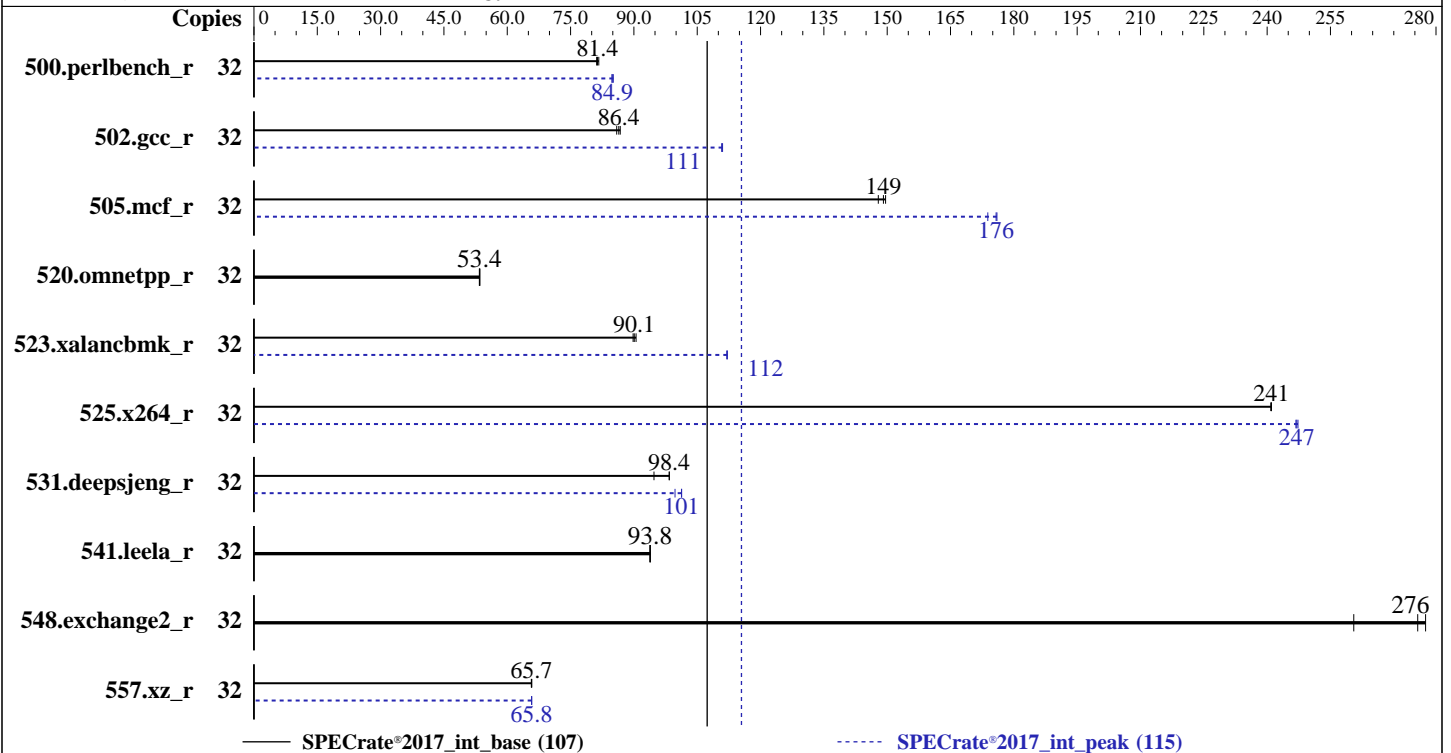 Copies 0 15.0 30.0 45.0 60.0 75.0 90.0 105 120 135 150 165 180 195 210 225 240 255 280
500.perlbench_r 32 81.4
84.9
502.gcc_r 32 86.4
111
505.mcf_r 32 149
176
520.omnetpp_r 32 53.4
523.xalancbmk_r 32 90.1
112
525.x264_r 32 241
247
531.deepsjeng_r 32 98.4
101
541.leela_r 32 93.8
548.exchange2_r 32 276
557.xz_r 32 65.7
65.8
SPECrate®2017_int_base (107) SPECrate®2017_int_peak (115)